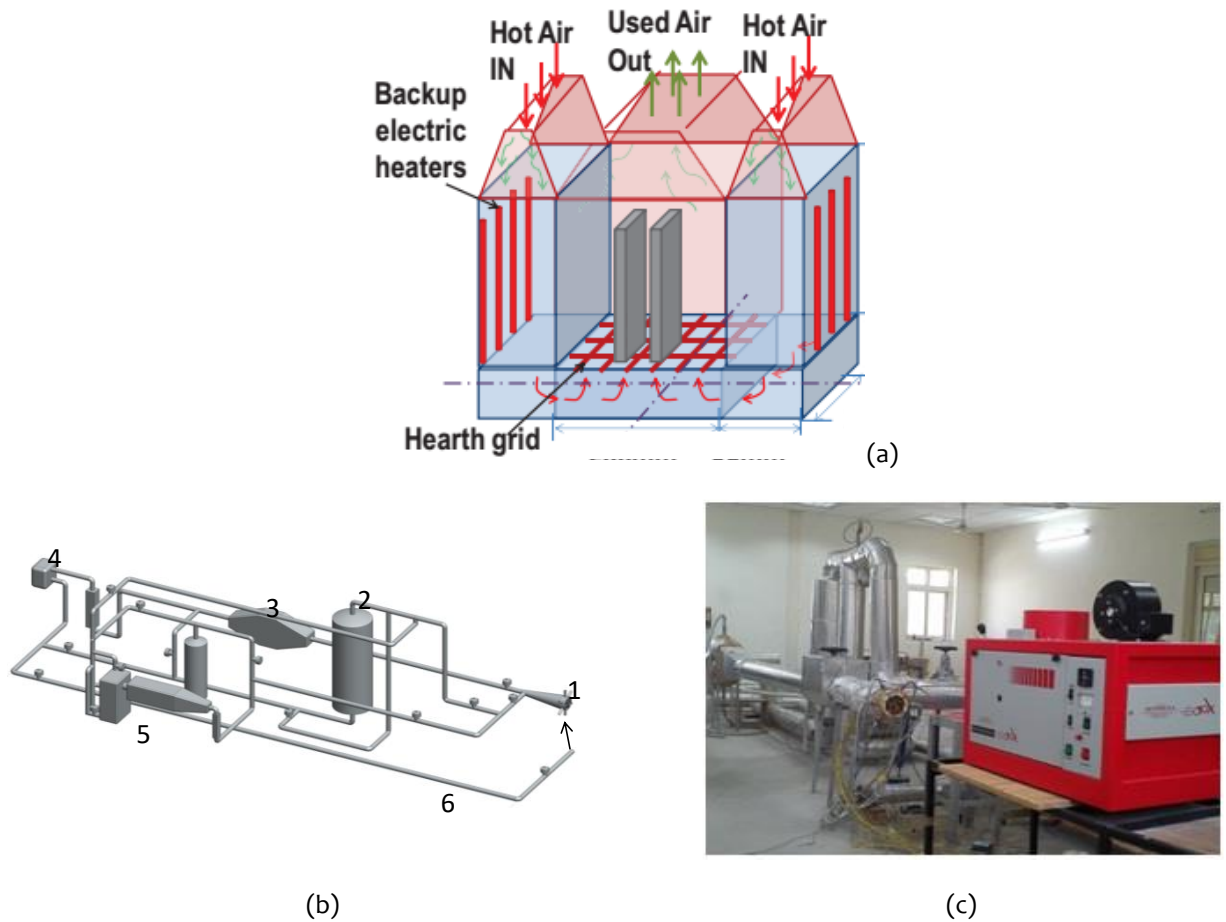 Hot Air
IN
Used Air
Out
Hot Air
IN
Backup
electric
heaters
Hearth grid
(a)
4
2
3
1
5
6
(b)
(c)